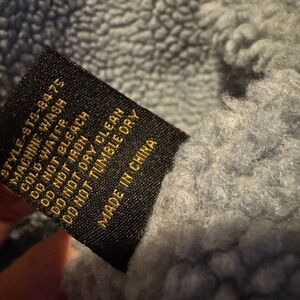 MACHINE WASH
COLD WATER
DO NOT BLEACH
DO NOT IRON
DO NOT DRY CLEAN
DO NOT TUMBLE DRY
MADE IN CHINA